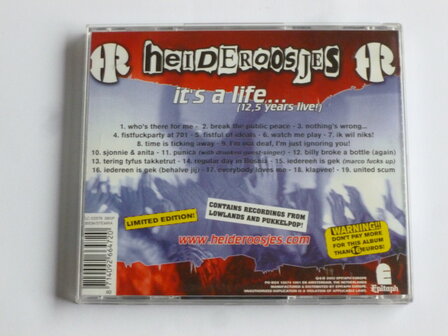 HR HEIDEROOSJES HR
it's a life...
(12,5 years live!)
1. who's there for me - 2. break the public peace - 3. nothing's wrong...
4. fistfuckparty at 701 - 5. fistful of ideals - 6. watch me play - 7. ik wil niks!
8. time is ticking away - 9. I'm not deaf, I'm just ignoring you!
10. sjonnie & anita - 11. punica (with drunken guest-singer) - 12. billy broke a bottle (again)
13. tering tyfus takketrut - 14. regular day in Bosnia - 15. iedereen is gek (marco fucks up)
16. iedereen is gek (behalve jij) - 17. everybody loves me - 18. klapvee! - 19. united scum
LIMITED EDITION!
CONTAINS RECORDINGS FROM
LOWLANDS AND PUKKELPOP!
WARNING!!
DON'T PAY MORE
FOR THIS ALBUM
THAN EUROS!
www.heideroosjes.com
Epitaph